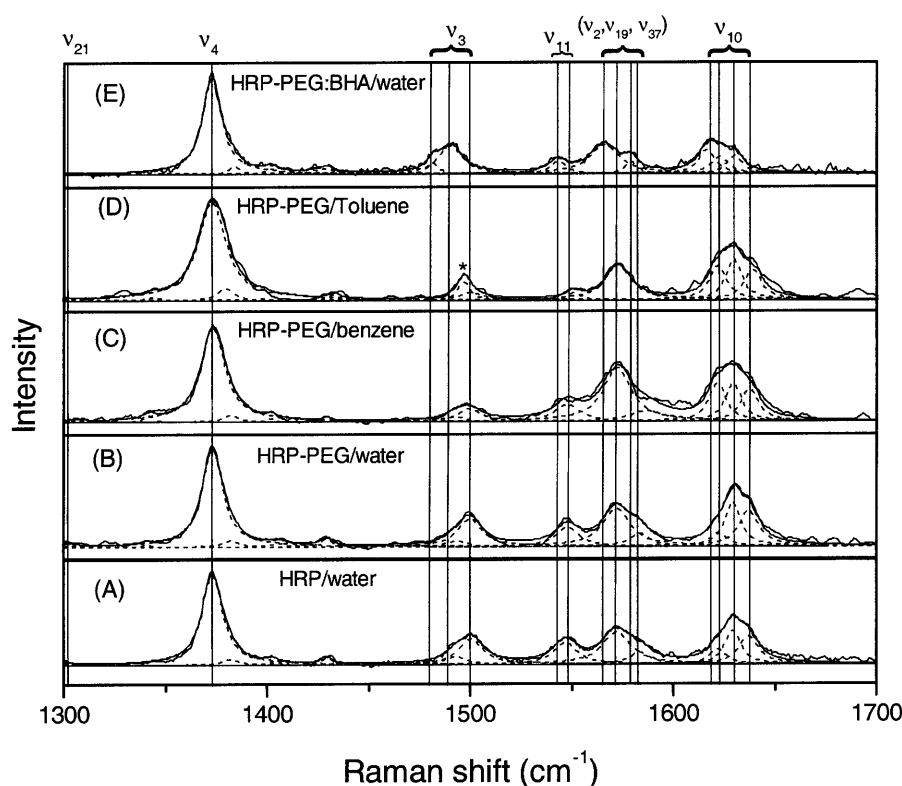 ν21 ν4 ν3 ν11 (ν2,ν19, ν37) ν10
(E) HRP-PEG:BHA/water
(D) HRP-PEG/Toluene
*
(C) HRP-PEG/benzene
(B) HRP-PEG/water
(A) HRP/water
Intensity
1300 1400 1500 1600 1700
Raman shift (cm-1)